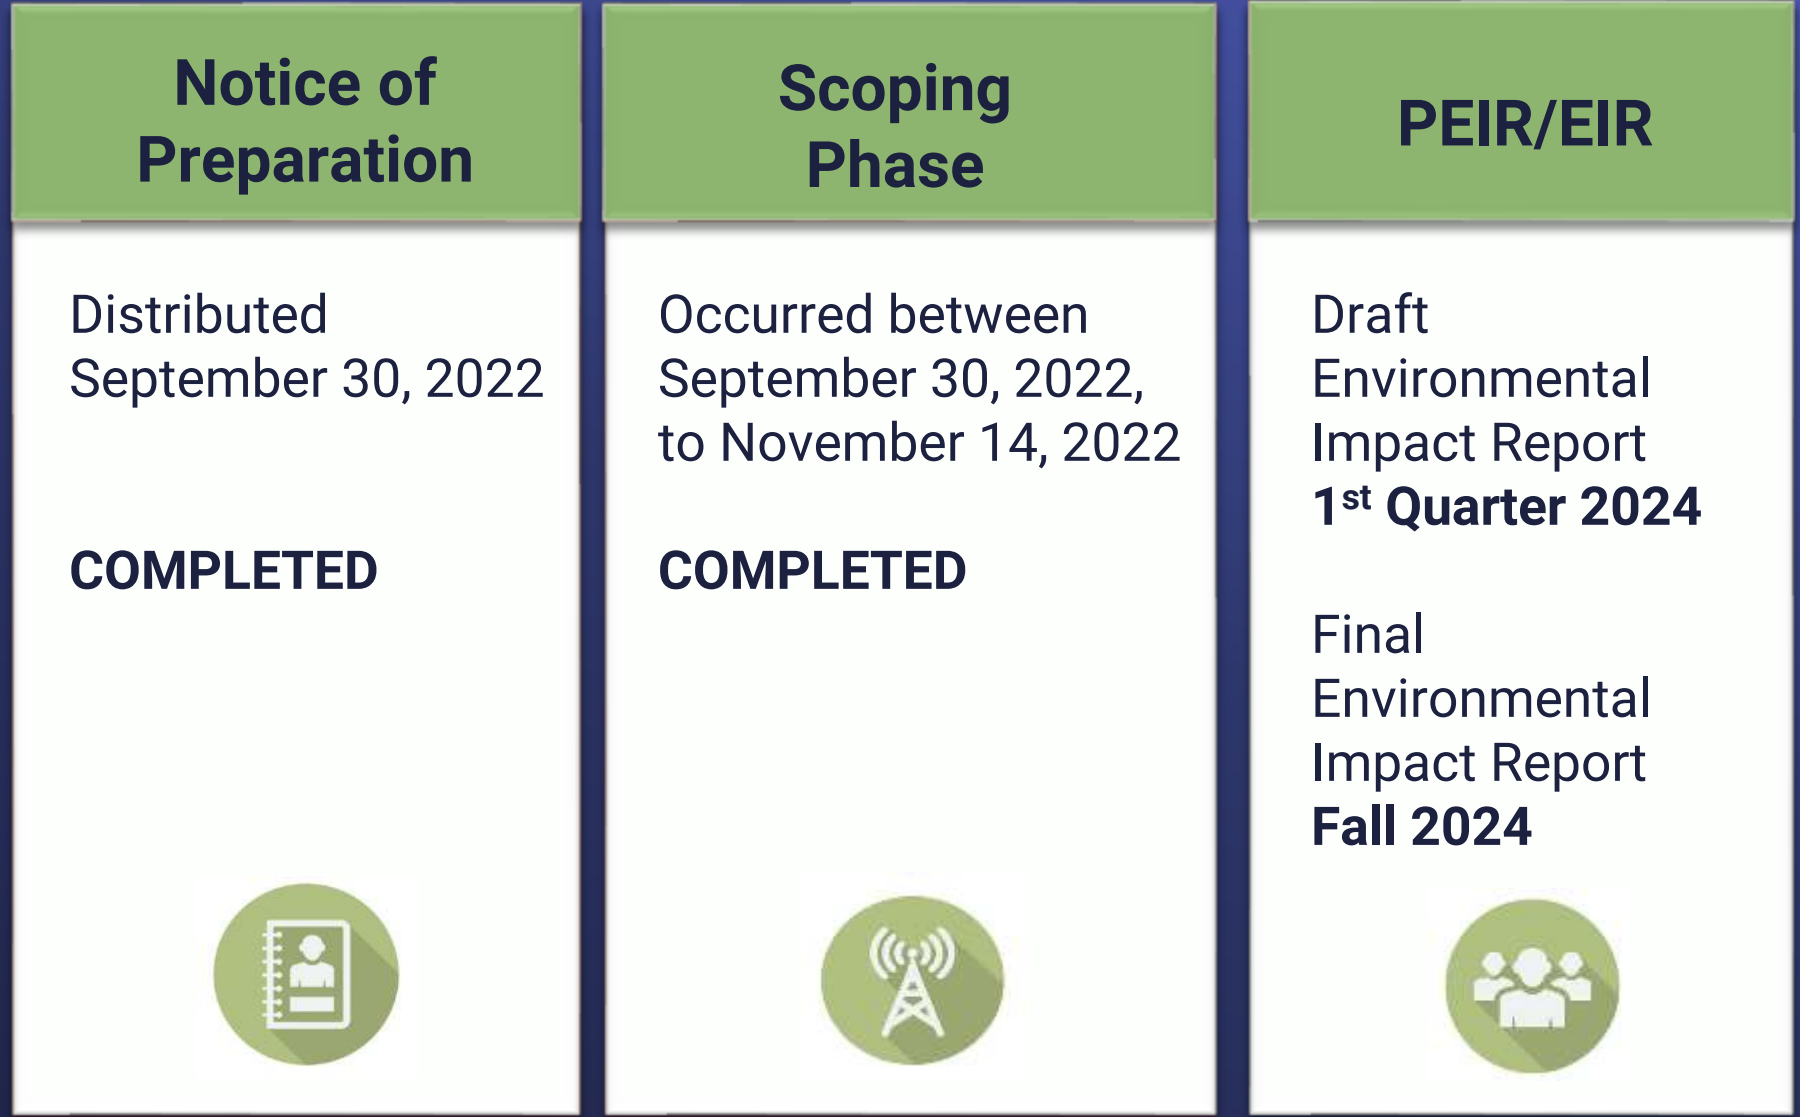 Notice of
Preparation
Distributed
September 30, 2022
COMPLETED
Scoping
Phase
Occurred between
September 30, 2022,
to November 14, 2022
COMPLETED
PEIR/EIR
Draft
Environmental
Impact Report
1st Quarter 2024
Final
Environmental
Impact Report
Fall 2024